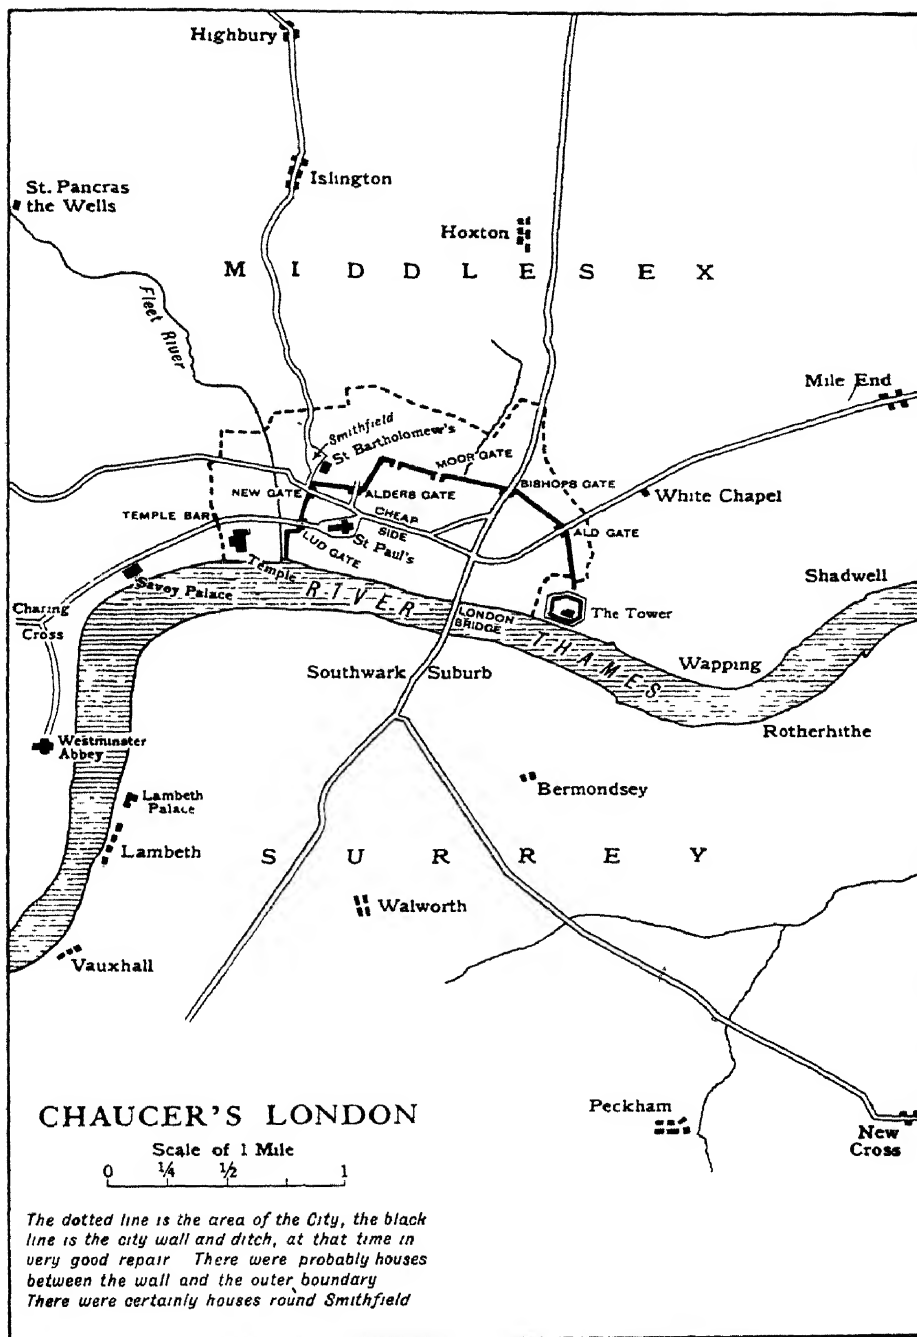 Highbury
Islington
St. Pancras
the Wells
Hoxton
MIDDLESEX
Fleet River
Mile End
Smithfield
St Bartholomew's
MOOR GATE
NEW GATE
ALDERS GATE
BISHOPS GATE
White Chapel
TEMPLE BAR
CHEAP
SIDE
St Paul's
LUD GATE
ALD GATE
Temple
Savoy Palace
RIVER
THAMES
LONDON
BRIDGE
The Tower
Shadwell
Charing
Cross
Wapping
Southwark Suburb
Rotherhithe
Westminster
Abbey
Lambeth
Palace
Bermondsey
Lambeth
SURREY
Walworth
Vauxhall
Peckham
New
Cross
CHAUCER'S LONDON
Scale of 1 Mile
0 ¼ ½ 1
The dotted line is the area of the City, the black
line is the city wall and ditch, at that time in
very good repair There were probably houses
between the wall and the outer boundary
There were certainly houses round Smithfield